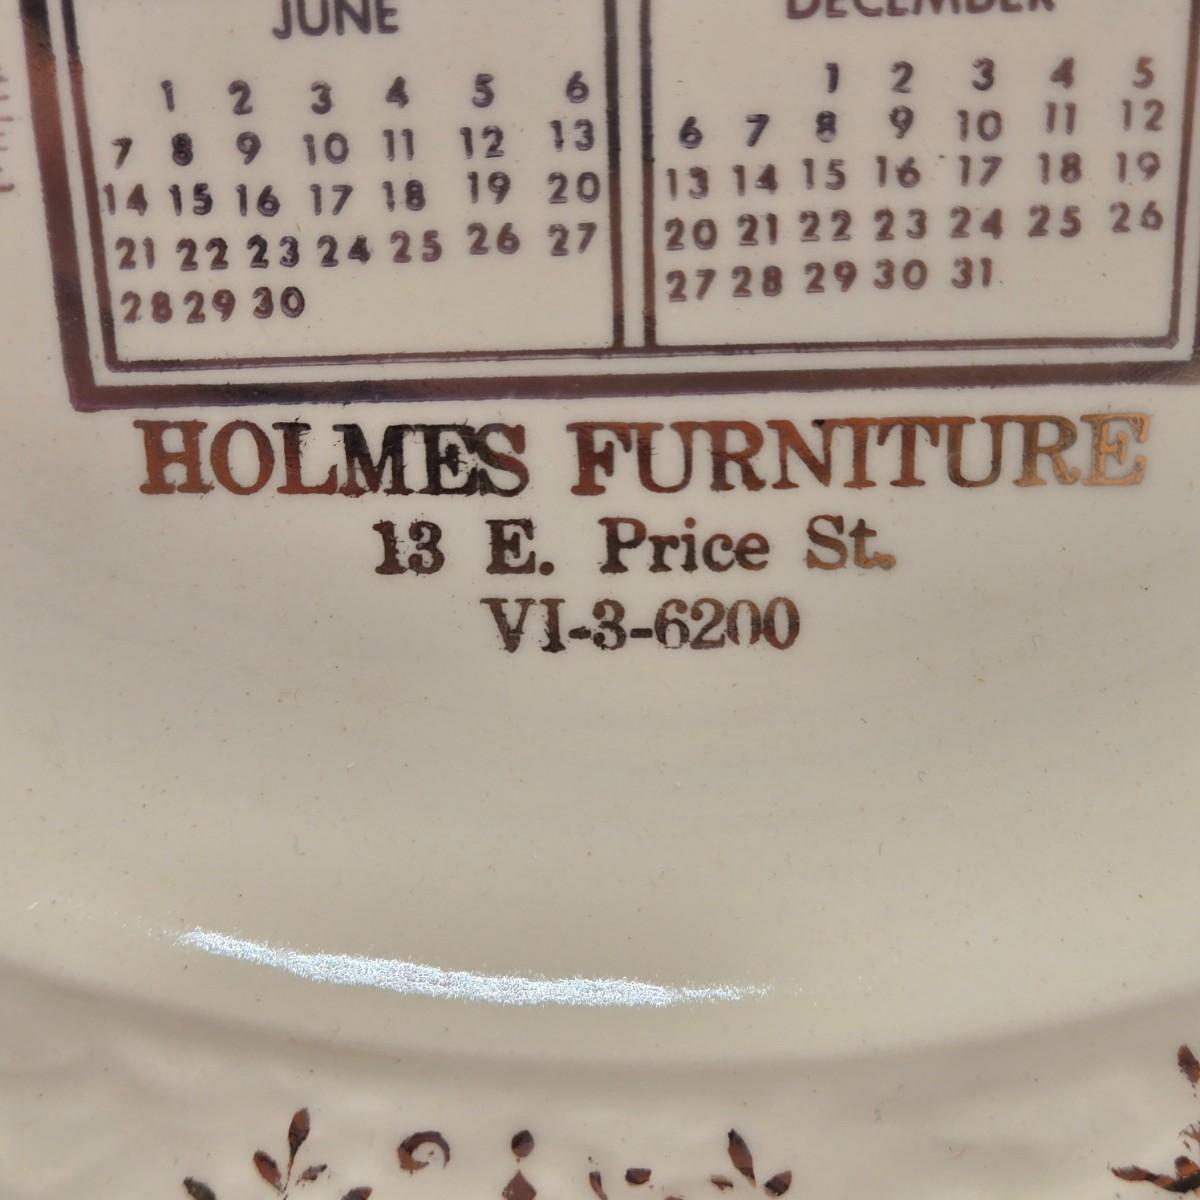 JUNE
1 2 3 4 5 6
7 8 9 10 11 12 13
14 15 16 17 18 19 20
21 22 23 24 25 26 27
28 29 30
DECEMBER
1 2 3 4 5
6 7 8 9 10 11 12
13 14 15 16 17 18 19
20 21 22 23 24 25 26
27 28 29 30 31
HOLMES FURNITURE
13 E. Price St.
VI-3-6200